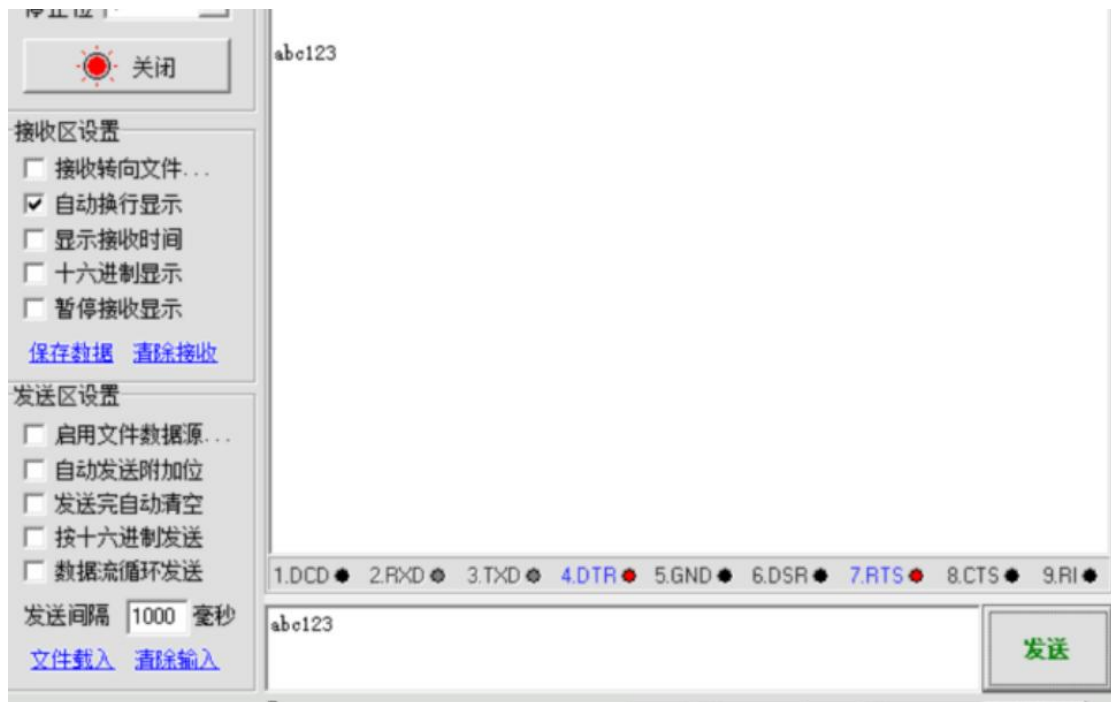 停止位
关闭
接收区设置
接收转向文件...
自动换行显示
显示接收时间
十六进制显示
暂停接收显示
保存数据 清除接收
发送区设置
启用文件数据源...
自动发送附加位
发送完自动清空
按十六进制发送
数据流循环发送
发送间隔 1000 毫秒
文件载入 清除输入
abc123
1.DCD 2.RXD 3.TXD 4.DTR 5.GND 6.DSR 7.RTS 8.CTS 9.RI
abc123
发送